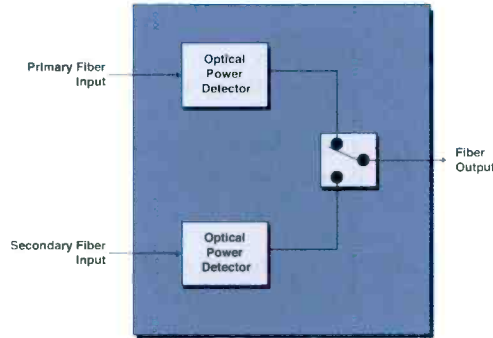 Primary Fiber
Input
Optical
Power
Detector
Fiber
Output
Secondary Fiber
Input
Optical
Power
Detector